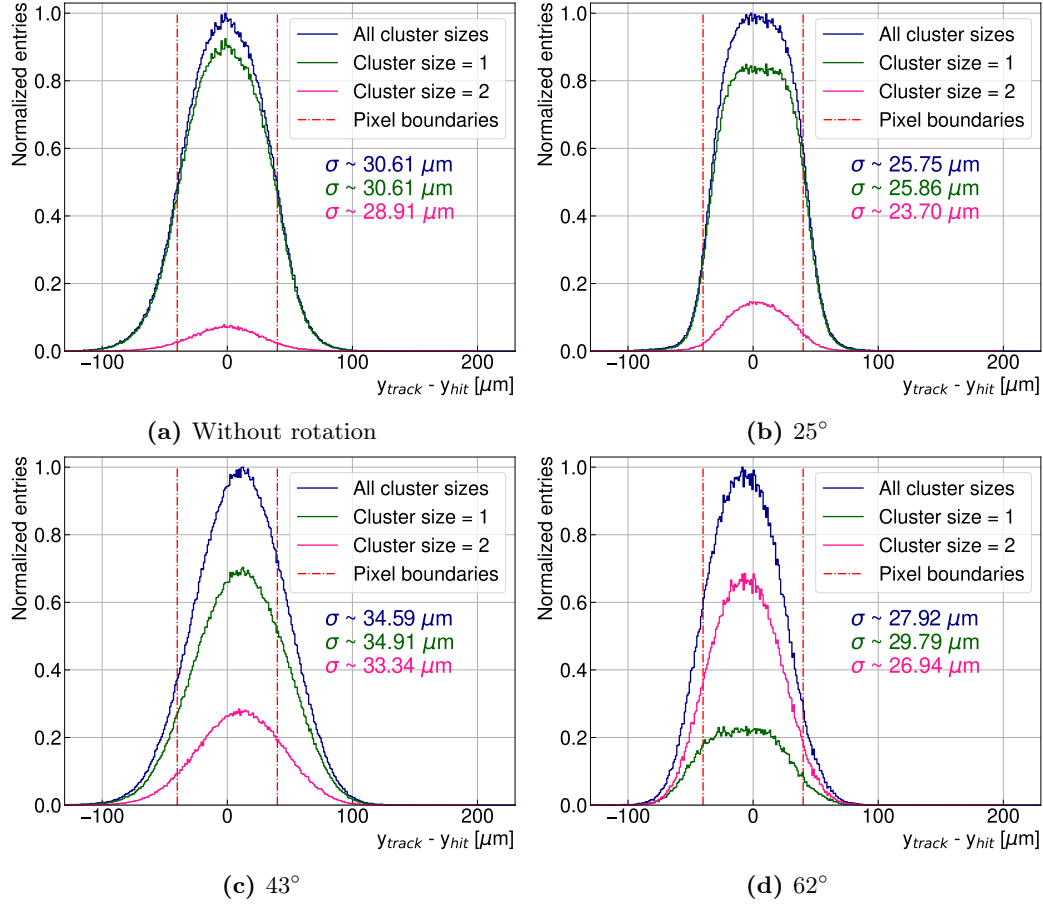 Normalized entries
1.0
0.8
0.6
0.4
0.2
0.0
All cluster sizes
Cluster size = 1
Cluster size = 2
Pixel boundaries
σ ~ 30.61 μm
σ ~ 30.61 μm
σ ~ 28.91 μm
−100 0 100 200
y_track - y_hit [μm]
(a) Without rotation
Normalized entries
1.0
0.8
0.6
0.4
0.2
0.0
All cluster sizes
Cluster size = 1
Cluster size = 2
Pixel boundaries
σ ~ 25.75 μm
σ ~ 25.86 μm
σ ~ 23.70 μm
−100 0 100 200
y_track - y_hit [μm]
(b) 25°
Normalized entries
1.0
0.8
0.6
0.4
0.2
0.0
All cluster sizes
Cluster size = 1
Cluster size = 2
Pixel boundaries
σ ~ 34.59 μm
σ ~ 34.91 μm
σ ~ 33.34 μm
−100 0 100 200
y_track - y_hit [μm]
(c) 43°
Normalized entries
1.0
0.8
0.6
0.4
0.2
0.0
All cluster sizes
Cluster size = 1
Cluster size = 2
Pixel boundaries
σ ~ 27.92 μm
σ ~ 29.79 μm
σ ~ 26.94 μm
−100 0 100 200
y_track - y_hit [μm]
(d) 62°